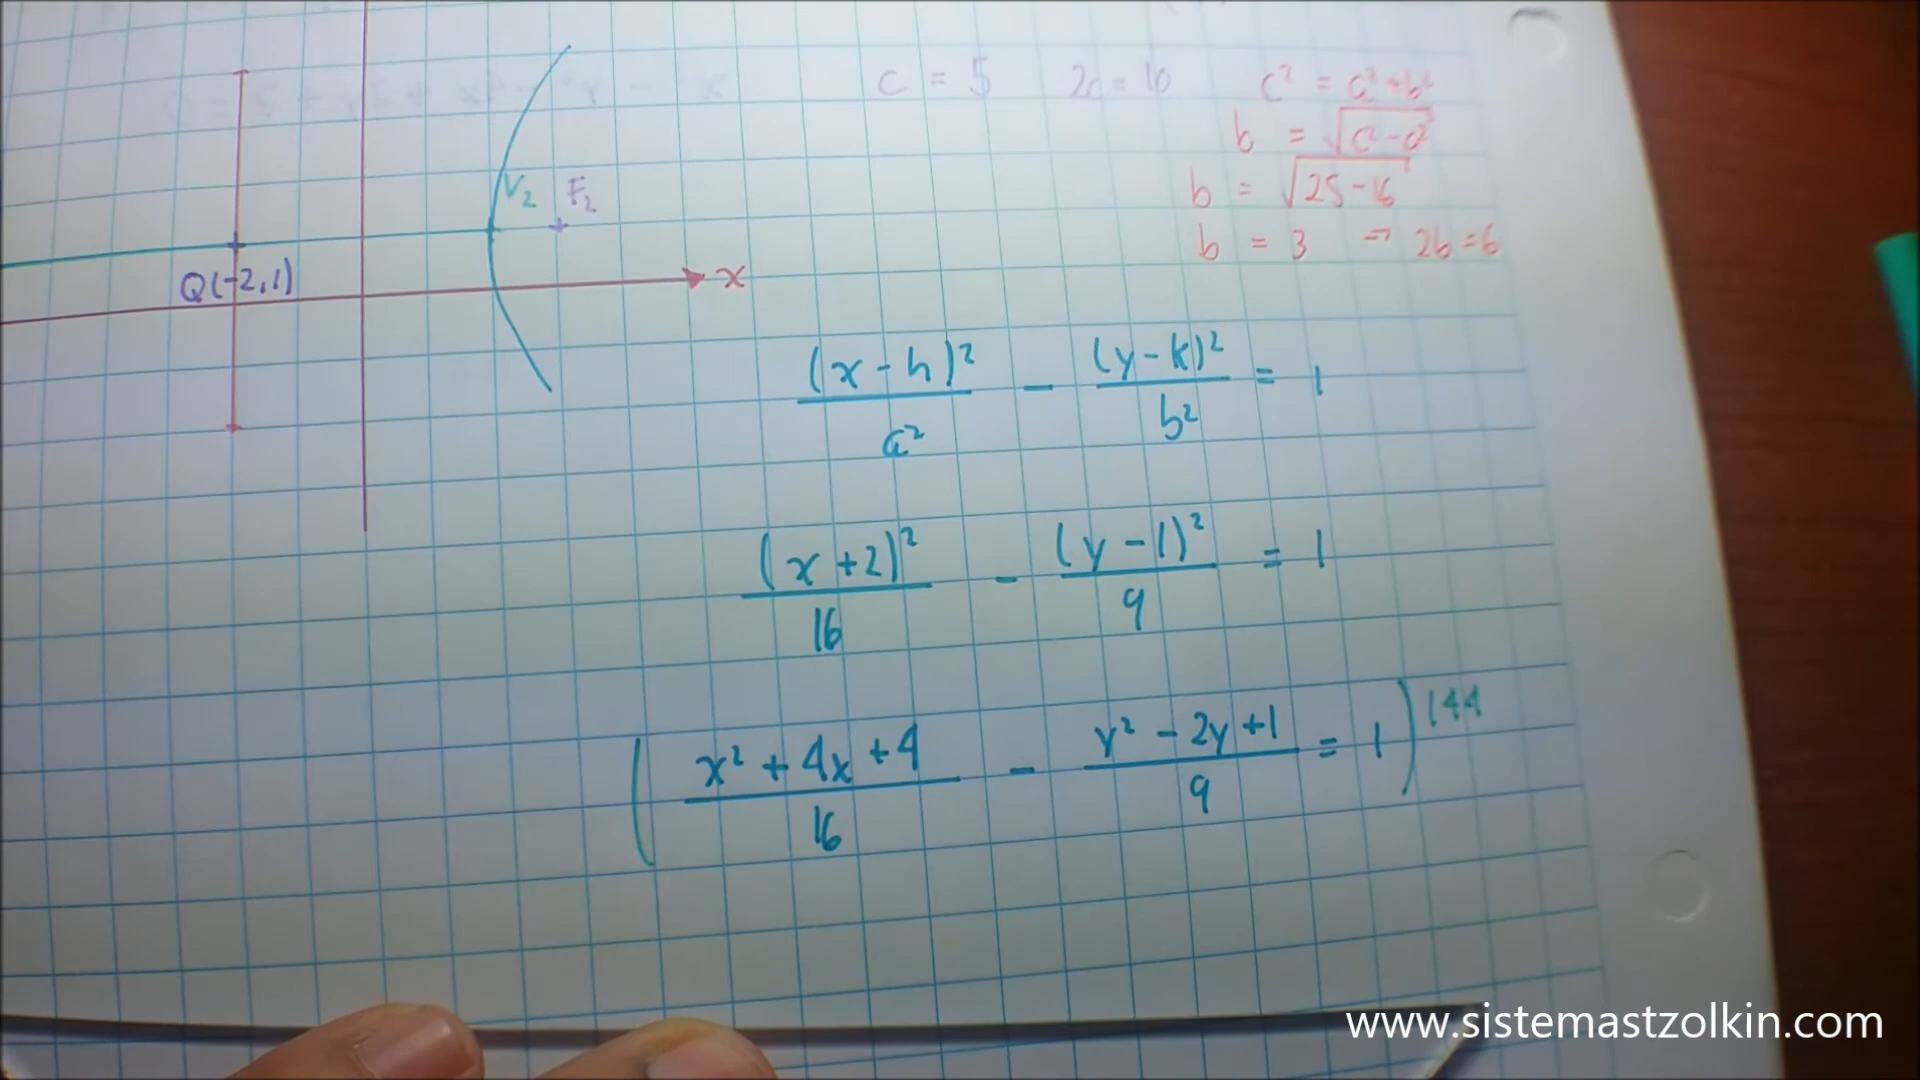 c = 5 2c = 10 c² = a² + b²
b = √c² - a²
b = √25 - 16
b = 3 → 2b = 6
V₂ F₂
Q(-2,1)
x
(x - h)² / a² - (y - k)² / b² = 1
(x + 2)² / 16 - (y - 1)² / 9 = 1
( x² + 4x + 4 / 16 - y² - 2y + 1 / 9 = 1 ) 144
www.sistemastzolkin.com